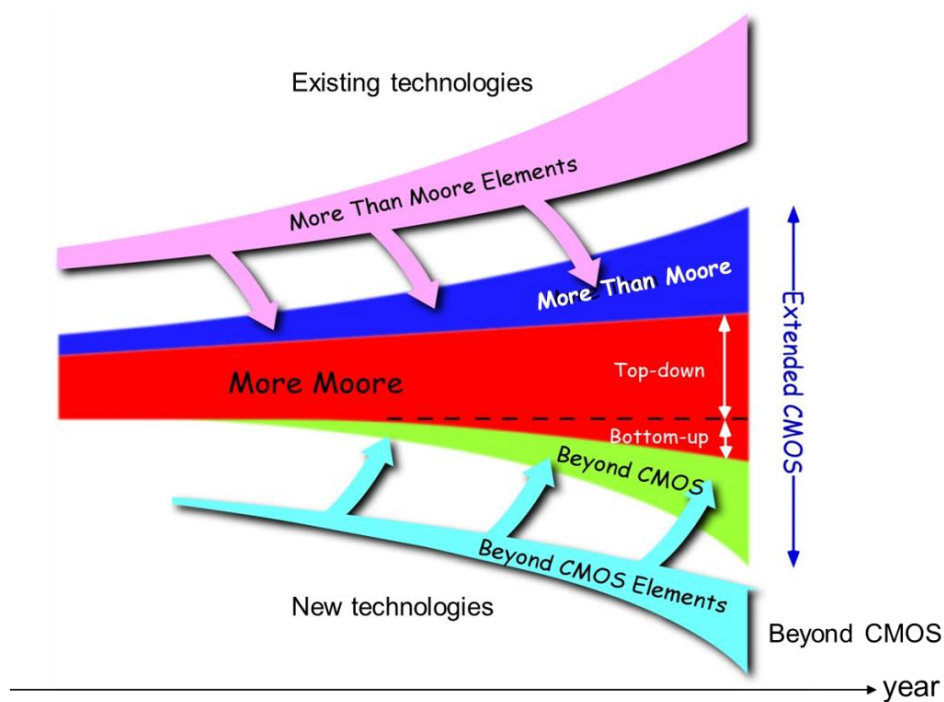 Existing technologies
More Than Moore Elements
More Than Moore
More Moore
Top-down
Bottom-up
Extended CMOS
Beyond CMOS
Beyond CMOS Elements
New technologies
Beyond CMOS
year